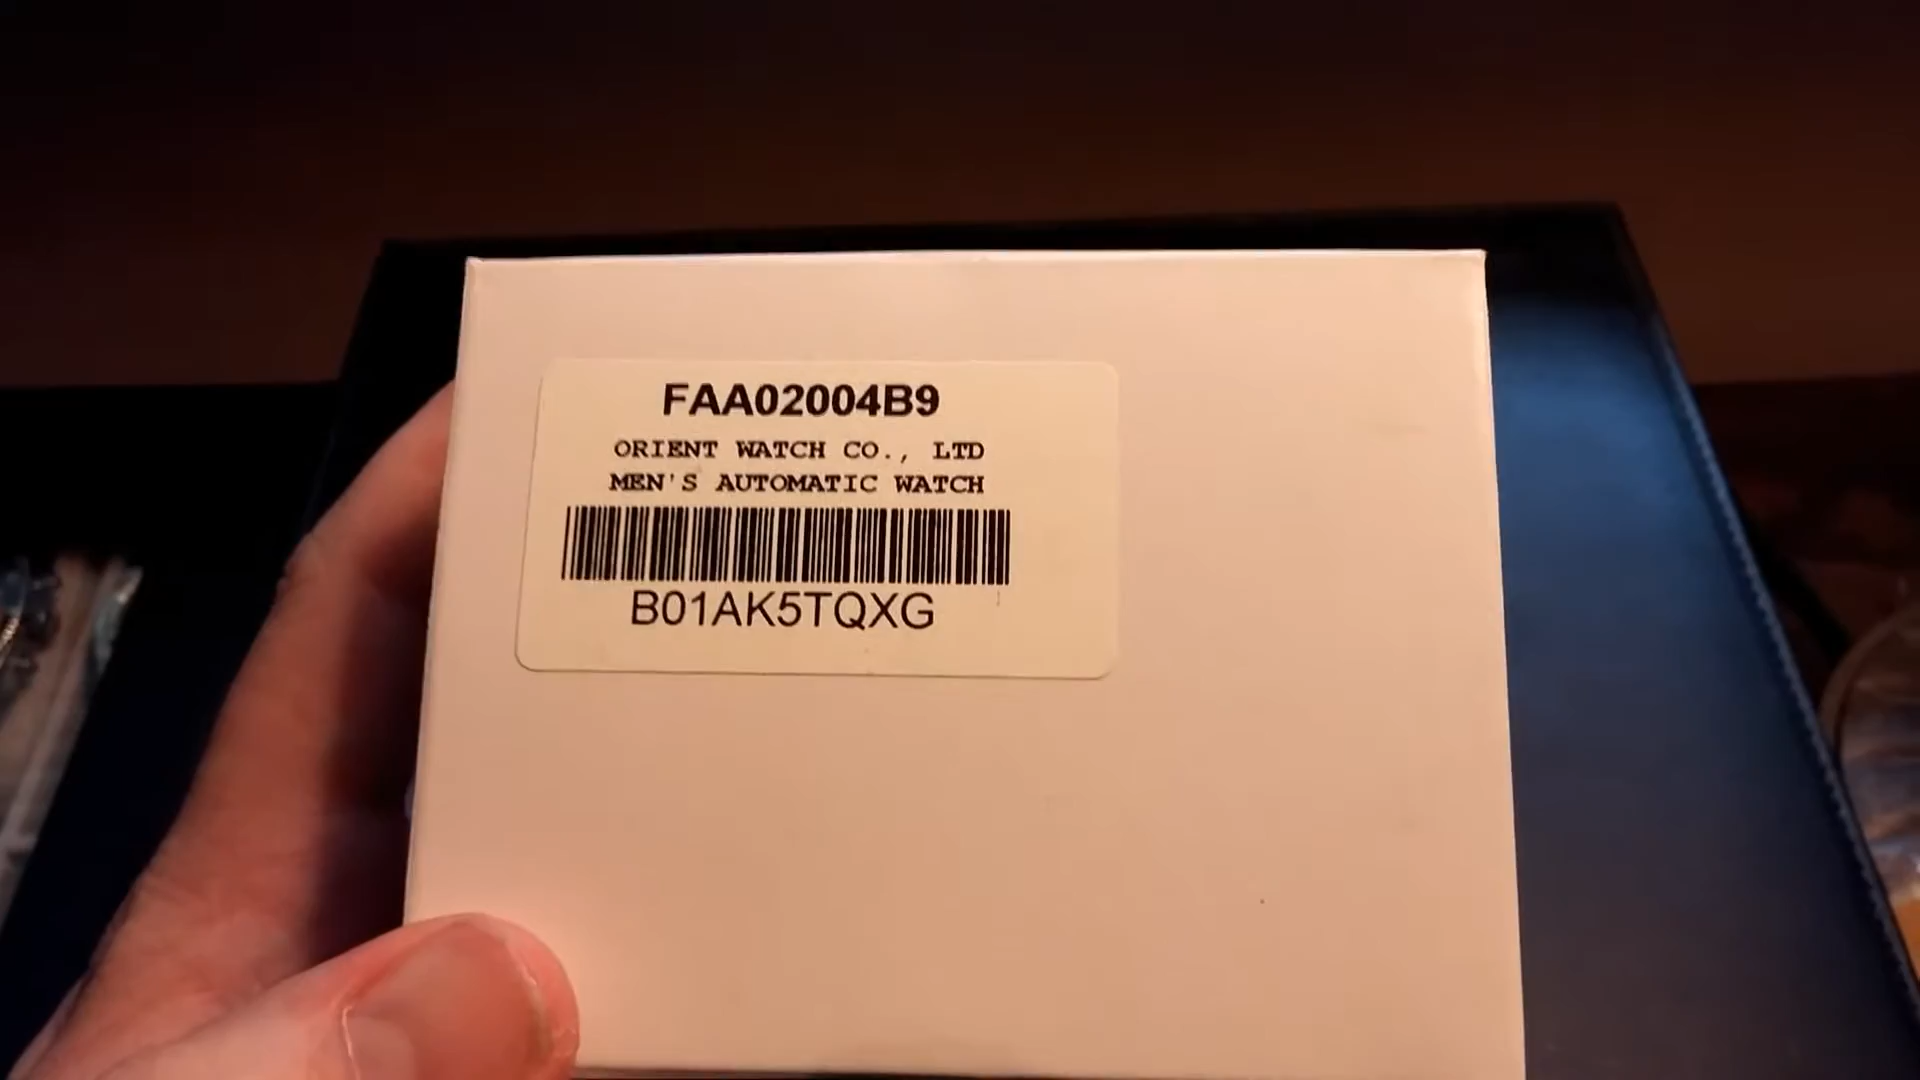 FAA02004B9
ORIENT WATCH CO., LTD
MEN'S AUTOMATIC WATCH
B01AK5TQXG